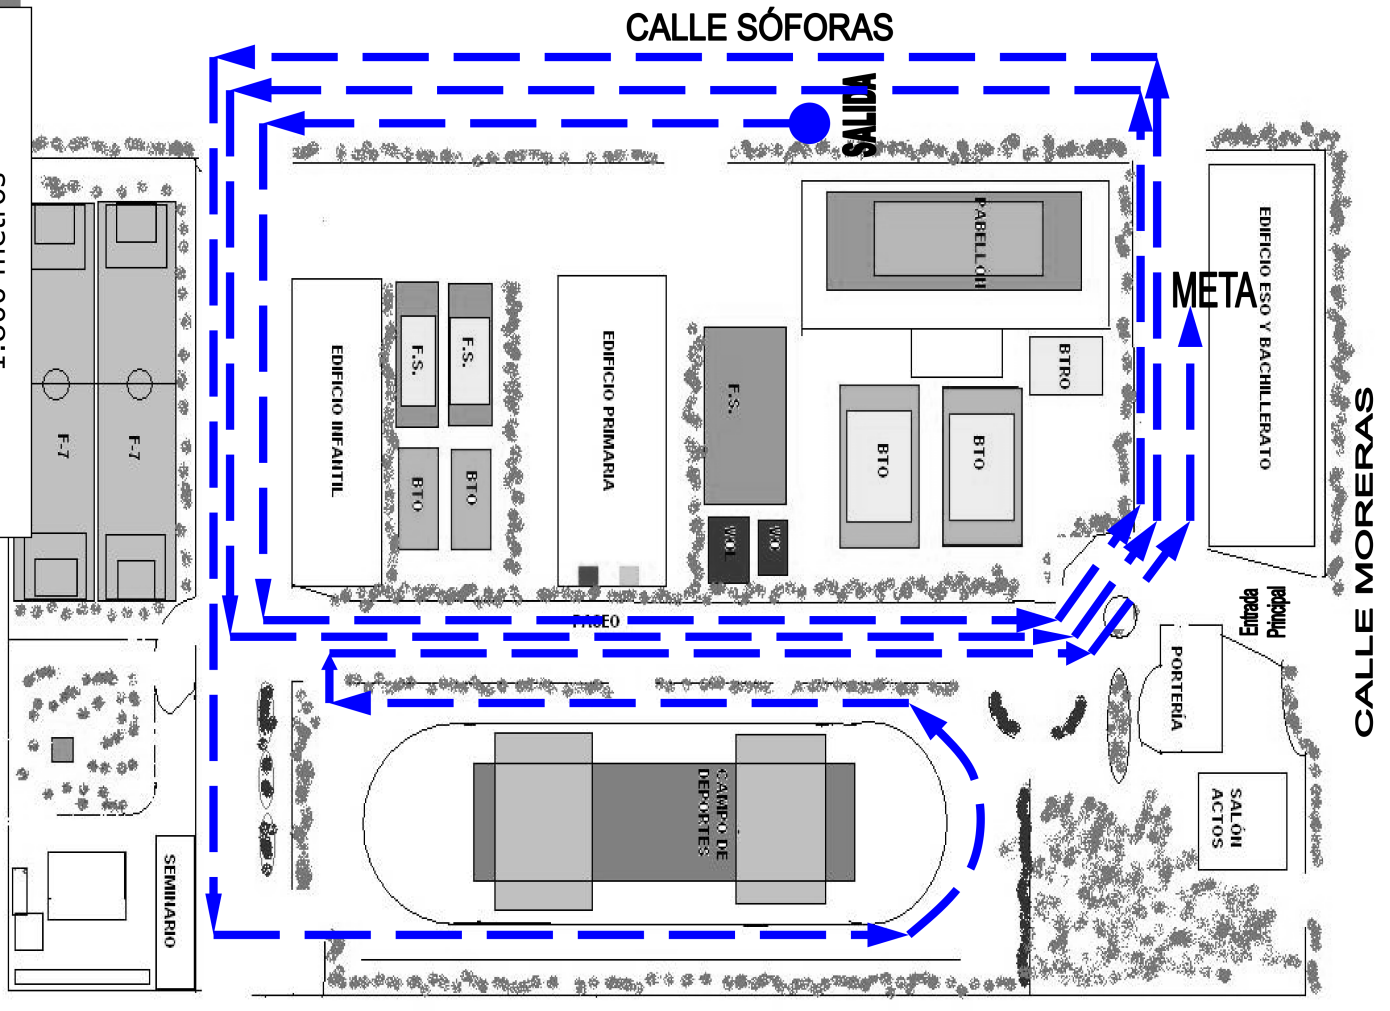 CALLE SÓFORAS
SALIDA
PABELLÓN
META
EDIFICIO ESO Y BACHILLERATO
CALLE MORERAS
EDIFICIO INFANTIL
F.S.
F.S.
BTO
BTO
EDIFICIO PRIMARIA
F.S.
BTO
BTO
BTRO
F-7
F-7
PASEO
Entrada
Principal
PORTERÍA
CAMPO DE
DEPORTES
SALÓN
ACTOS
SEMINARIO